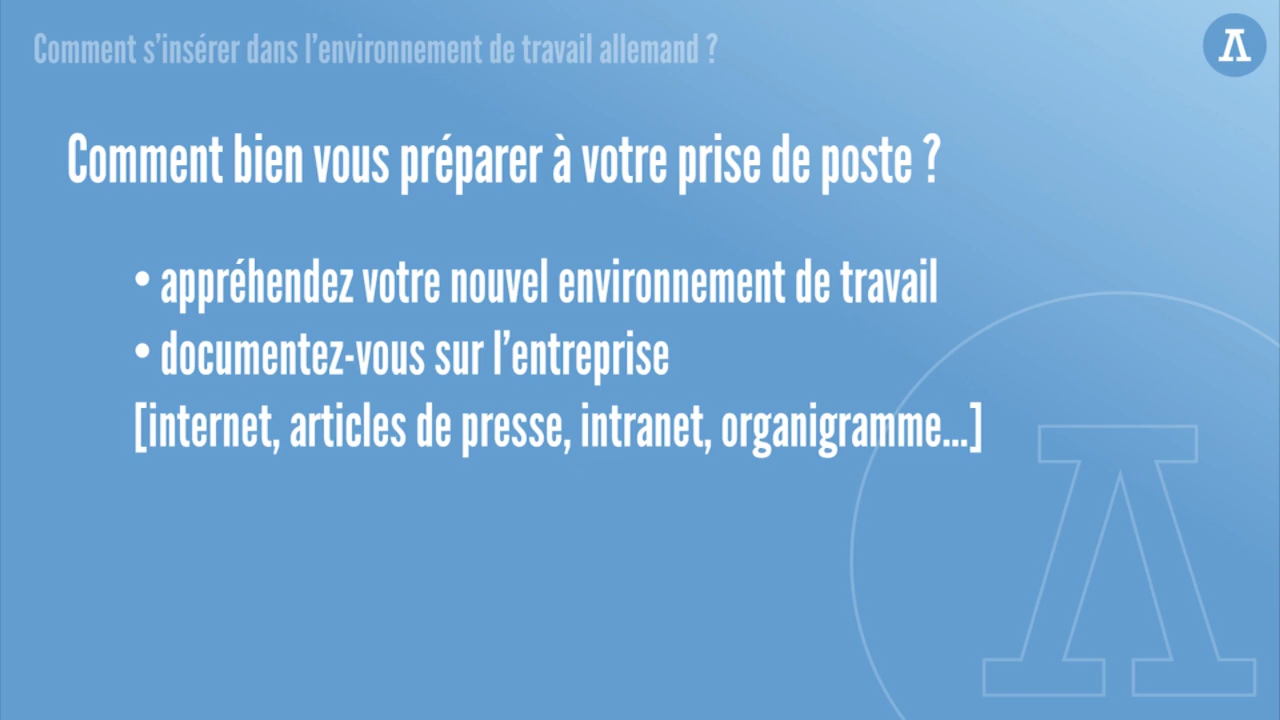 Comment s’insérer dans l’environnement de travail allemand ?
Comment bien vous préparer à votre prise de poste ?
• appréhendez votre nouvel environnement de travail
• documentez-vous sur l’entreprise
[internet, articles de presse, intranet, organigramme...]